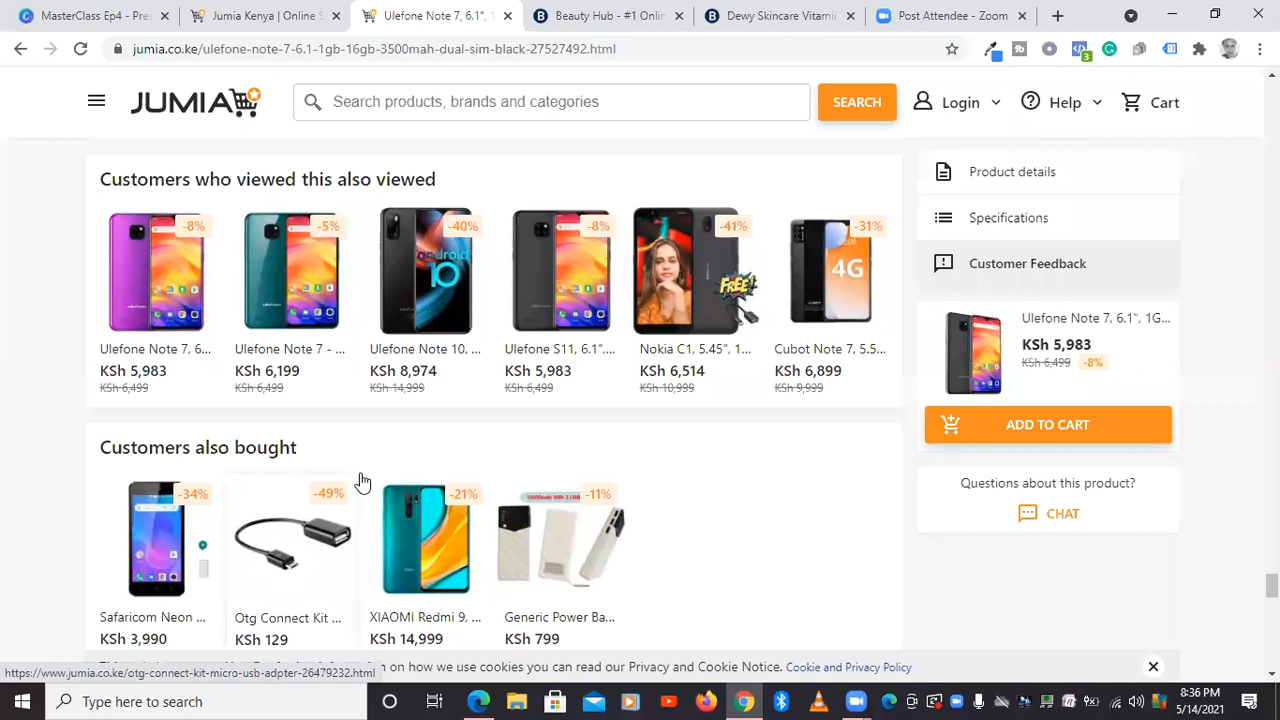 MasterClass Ep4 - Pre
Jumia Kenya | Online S
Ulefone Note 7, 6.1", 1
Beauty Hub - #1 Onlin
Dewy Skincare Vitamin
Post Attendee - Zoom
jumia.co.ke/ulefone-note-7-6.1-1gb-16gb-3500mah-dual-sim-black-27527492.html
3
JUMIA
Search products, brands and categories
SEARCH
Login
Help
Cart
Customers who viewed this also viewed
-8%
-5%
-40%
-8%
-41%
-31%
android
10
FREE!
4G
Ulefone Note 7, 6...
Ulefone Note 7 - ...
Ulefone Note 10, ...
Ulefone S11, 6.1",...
Nokia C1, 5.45", 1...
Cubot Note 7, 5.5...
KSh 5,983
KSh 6,199
KSh 8,974
KSh 5,983
KSh 6,514
KSh 6,899
KSh 6,499
KSh 6,499
KSh 14,999
KSh 6,499
KSh 10,999
KSh 9,999
Product details
Specifications
Customer Feedback
Ulefone Note 7, 6.1", 1G...
KSh 5,983
KSh 6,499
-8%
ADD TO CART
Questions about this product?
CHAT
Customers also bought
-34%
-49%
-21%
-11%
Safaricom Neon ...
Otg Connect Kit ...
XIAOMI Redmi 9, ...
Generic Power Ba...
KSh 3,990
KSh 129
KSh 14,999
KSh 799
on how we use cookies you can read our Privacy and Cookie Notice. Cookie and Privacy Policy
https://www.jumia.co.ke/otg-connect-kit-micro-usb-adpter-26479232.html
Type here to search
8:36 PM
5/14/2021